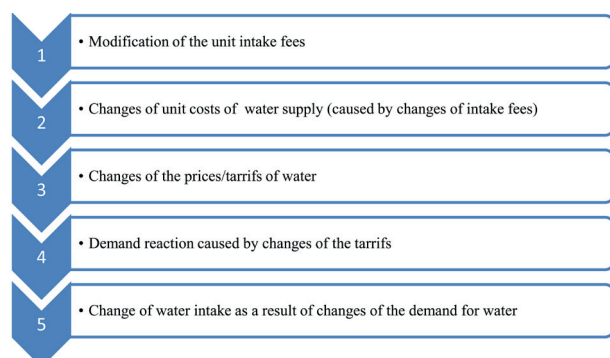 1
• Modification of the unit intake fees
2
• Changes of unit costs of water supply (caused by changes of intake fees)
3
• Changes of the prices/tarrifs of water
4
• Demand reaction caused by changes of the tarrifs
5
• Change of water intake as a result of changes of the demand for water